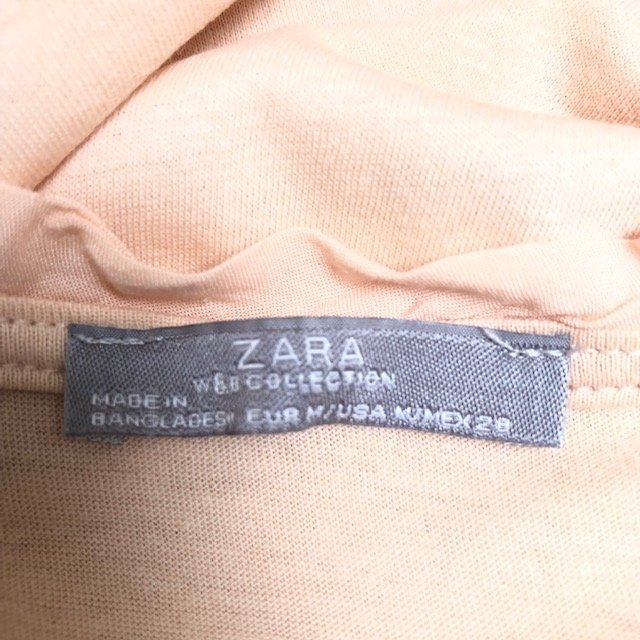 ZARA
W&B COLLECTION
MADE IN
BANGLADESH EUR M/USA M/MEX 28